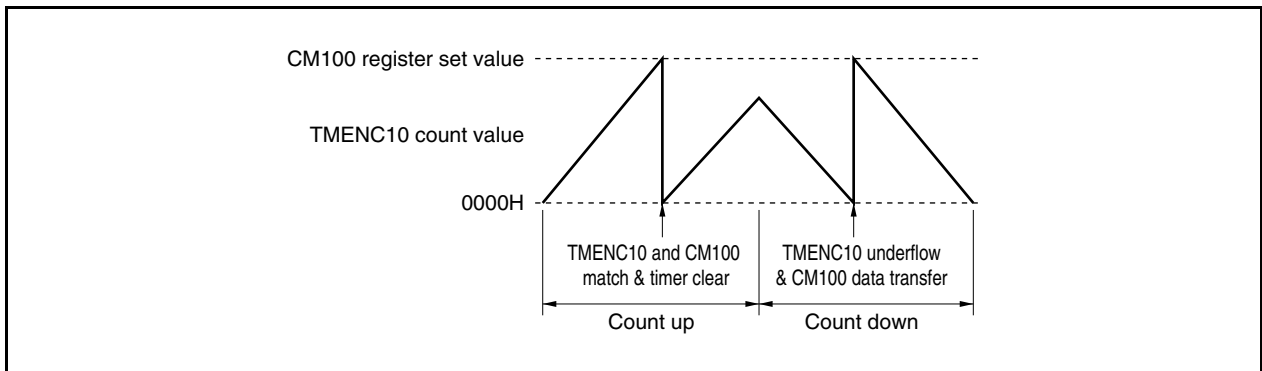 CM100 register set value
TMENC10 count value
0000H
TMENC10 and CM100
match & timer clear
TMENC10 underflow
& CM100 data transfer
Count up
Count down